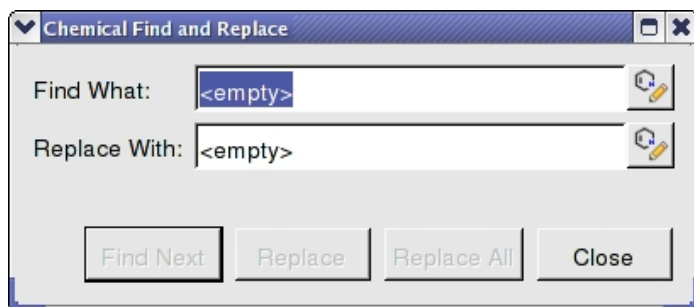 Chemical Find and Replace
Find What: <empty>
Replace With: <empty>
Find Next Replace Replace All Close